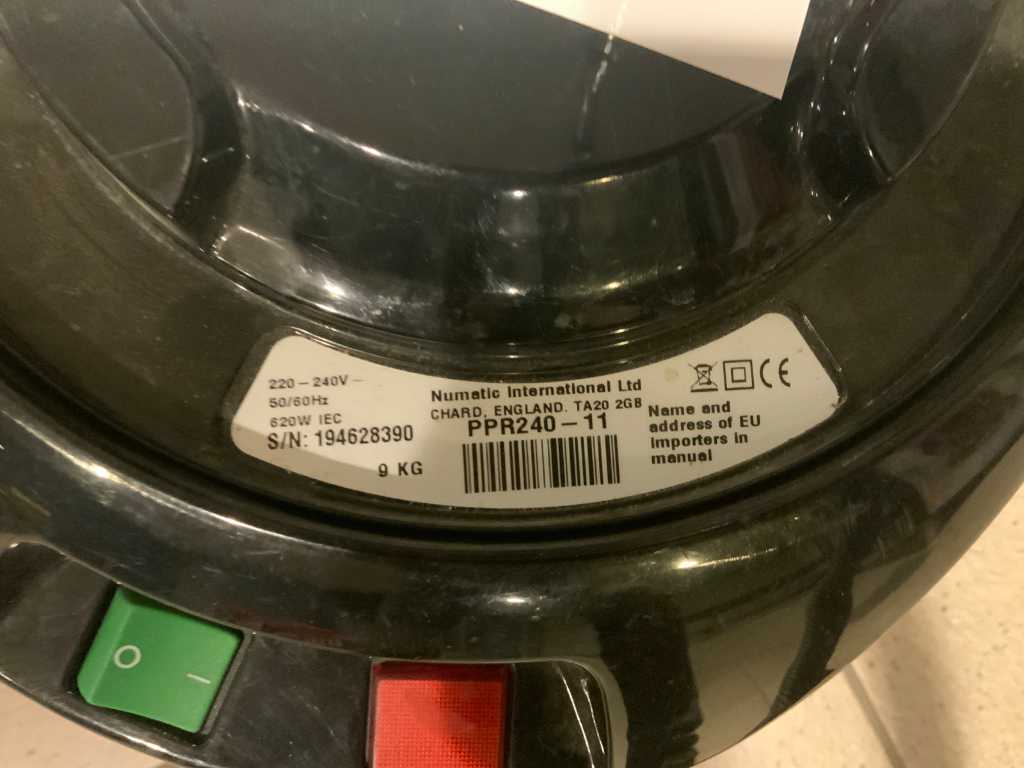 220-240V~
50/60Hz
620W IEC
S/N: 194628390
9 KG
Numatic International Ltd
CHARD, ENGLAND. TA20 2GB
PPR240-11
CE
Name and
address of EU
importers in
manual
O
I